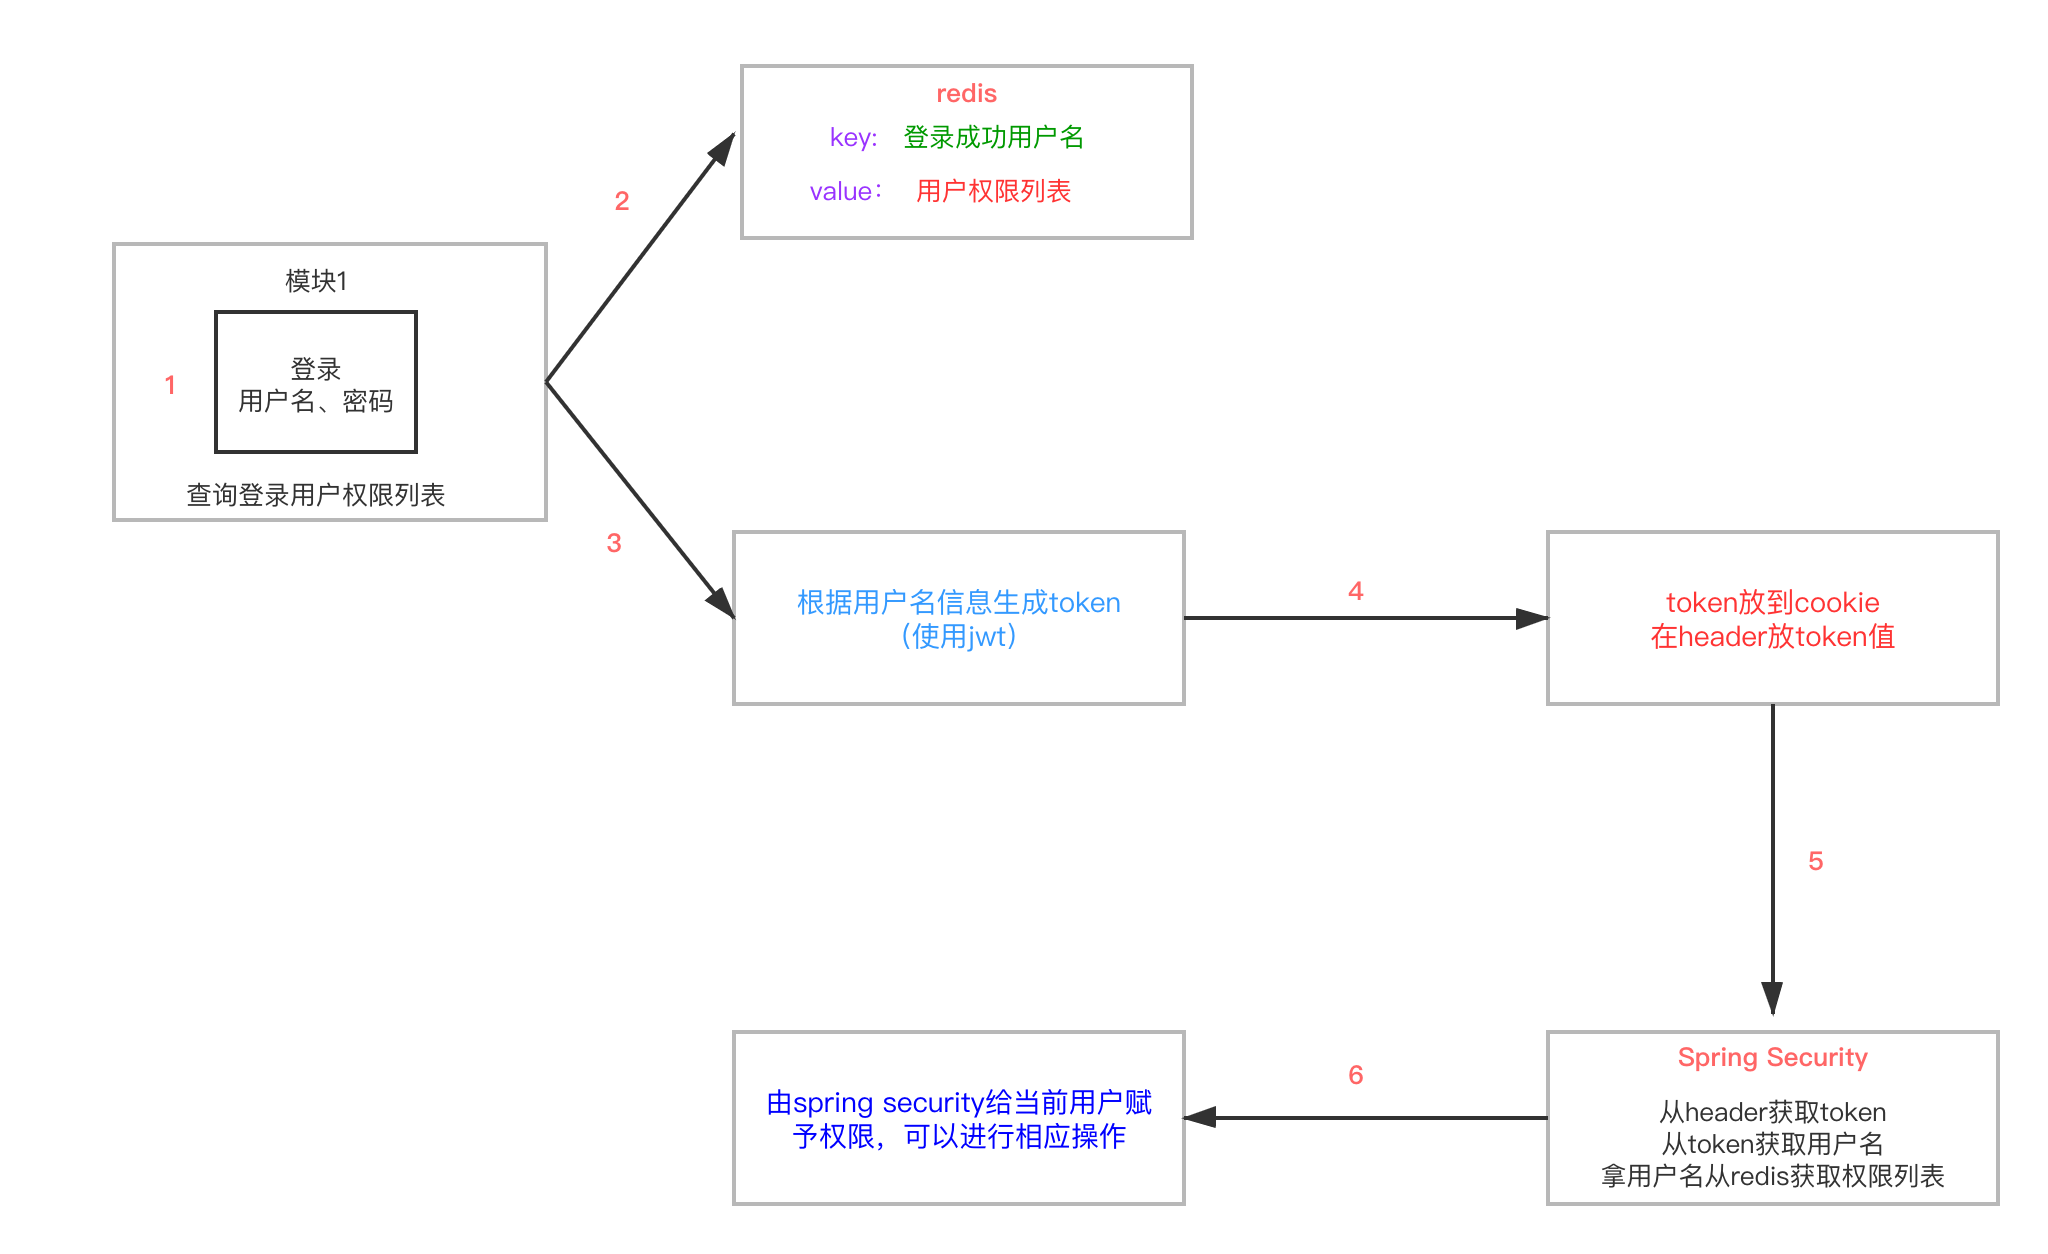 redis
key: 登录成功用户名
value： 用户权限列表
2
模块1
1
登录
用户名、密码
查询登录用户权限列表
3
根据用户名信息生成token
（使用jwt）
4
token放到cookie
在header放token值
5
Spring Security
从header获取token
从token获取用户名
拿用户名从redis获取权限列表
6
由spring security给当前用户赋
予权限，可以进行相应操作